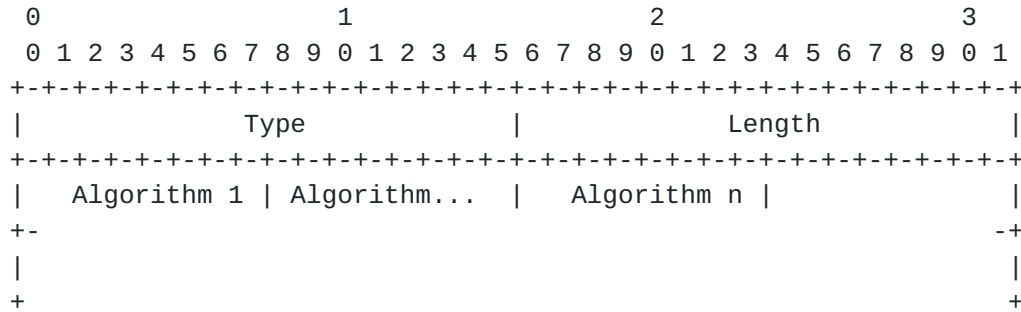 0                   1                   2                   3
 0 1 2 3 4 5 6 7 8 9 0 1 2 3 4 5 6 7 8 9 0 1 2 3 4 5 6 7 8 9 0 1
+-+-+-+-+-+-+-+-+-+-+-+-+-+-+-+-+-+-+-+-+-+-+-+-+-+-+-+-+-+-+-+-+
|              Type             |             Length            |
+-+-+-+-+-+-+-+-+-+-+-+-+-+-+-+-+-+-+-+-+-+-+-+-+-+-+-+-+-+-+-+-+
|   Algorithm 1 | Algorithm...  |   Algorithm n |               |
+-                                                             -+
|                                                               |
+                                                               +